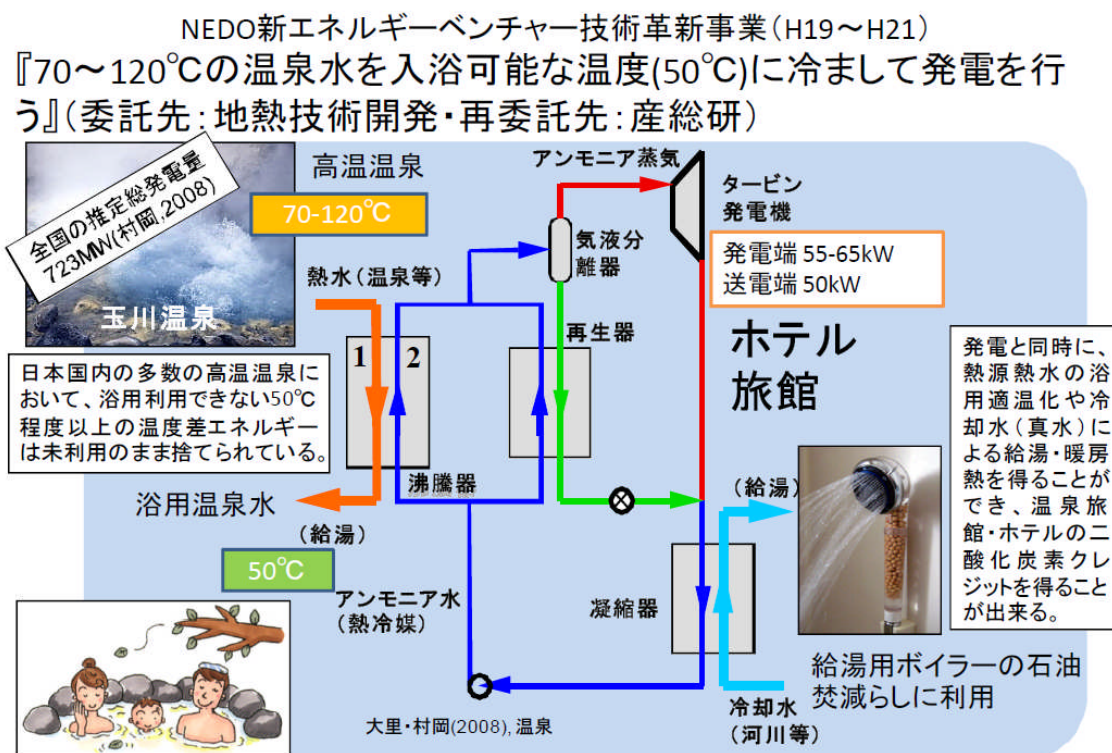 NEDO新エネルギーベンチャー技術革新事業(H19～H21)
『70～120℃の温泉水を入浴可能な温度(50℃)に冷まして発電を行
う』(委託先：地熱技術開発・再委託先：産総研)
全国の推定総発電量
723MW(村岡,2008)
玉川温泉
高温温泉
70-120℃
熱水(温泉等)
1 2
沸騰器
日本国内の多数の高温温泉に
おいて、浴用利用できない50℃
程度以上の温度差エネルギー
は未利用のまま捨てられている。
浴用温泉水
(給湯)
50℃
アンモニア水
(熱冷媒)
アンモニア蒸気
気液分
離器
再生器
タービン
発電機
発電端 55-65kW
送電端 50kW
ホテル
旅館
(給湯)
凝縮器
冷却水
(河川等)
発電と同時に、
熱源熱水の浴
用適温化や冷
却水(真水)に
よる給湯・暖房
熱を得ることが
でき、温泉旅
館・ホテルの二
酸化炭素クレ
ジットを得ること
が出来る。
給湯用ボイラーの石油
焚減らしに利用
大里・村岡(2008), 温泉